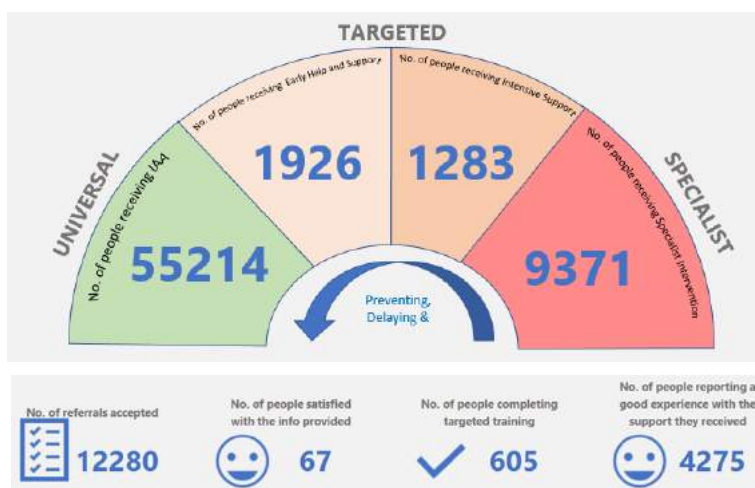 TARGETED
UNIVERSAL
SPECIALIST
No. of people receiving IAA
55214
No. of people receiving Early Help and Support
1926
No. of people receiving Intensive Support
1283
No. of people receiving Specialist Intervention
9371
Preventing,
Delaying &
No. of referrals accepted
12280
No. of people satisfied
with the info provided
67
No. of people completing
targeted training
605
No. of people reporting a
good experience with the
support they received
4275